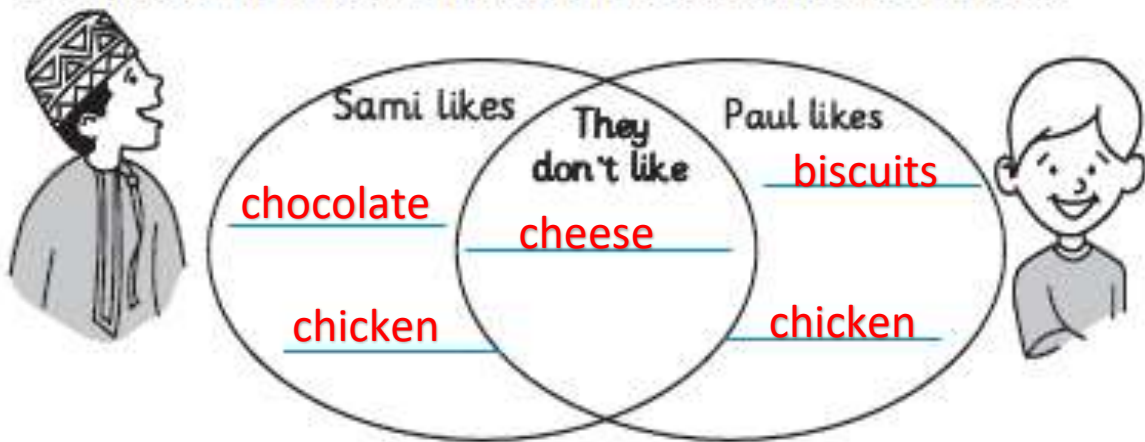 Sami likes
They
don't like
Paul likes
chocolate
cheese
biscuits
chicken
chicken